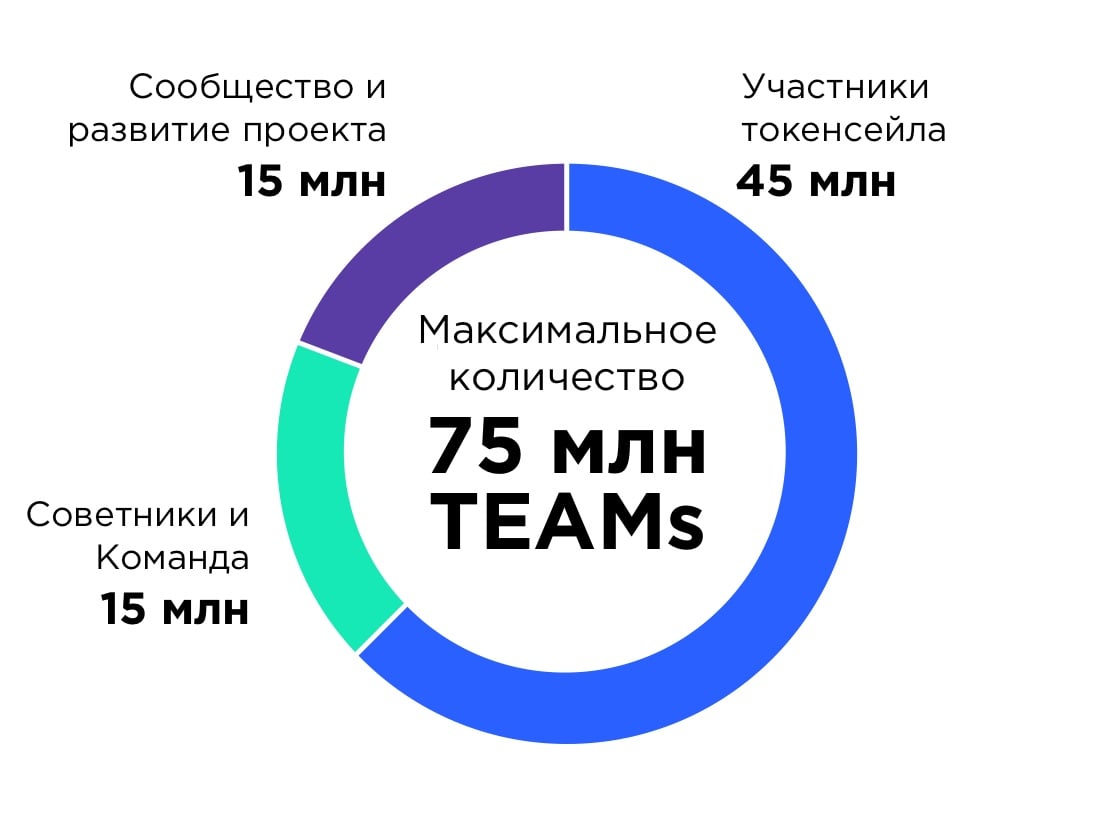 Сообщество и
развитие проекта
15 млн
Участники
токенсейла
45 млн
Максимальное
количество
75 млн
TEAMs
Советники и
Команда
15 млн